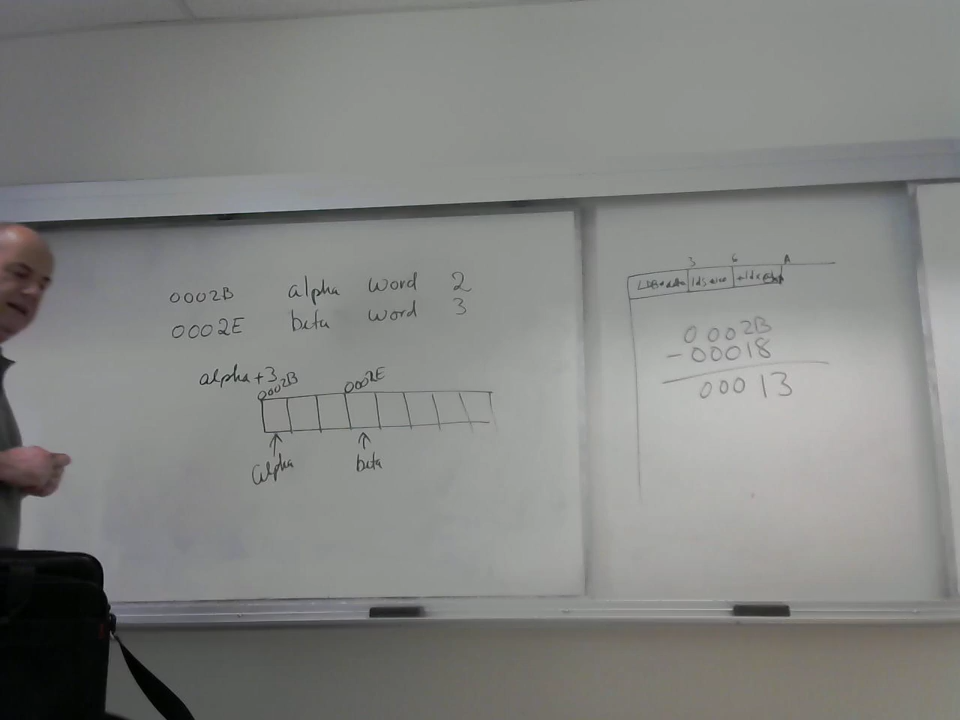 0002B alpha word 2
0002E beta word 3
alpha+3
0002B 0002E
alpha beta
3 6 A
0002B
-00018
00013